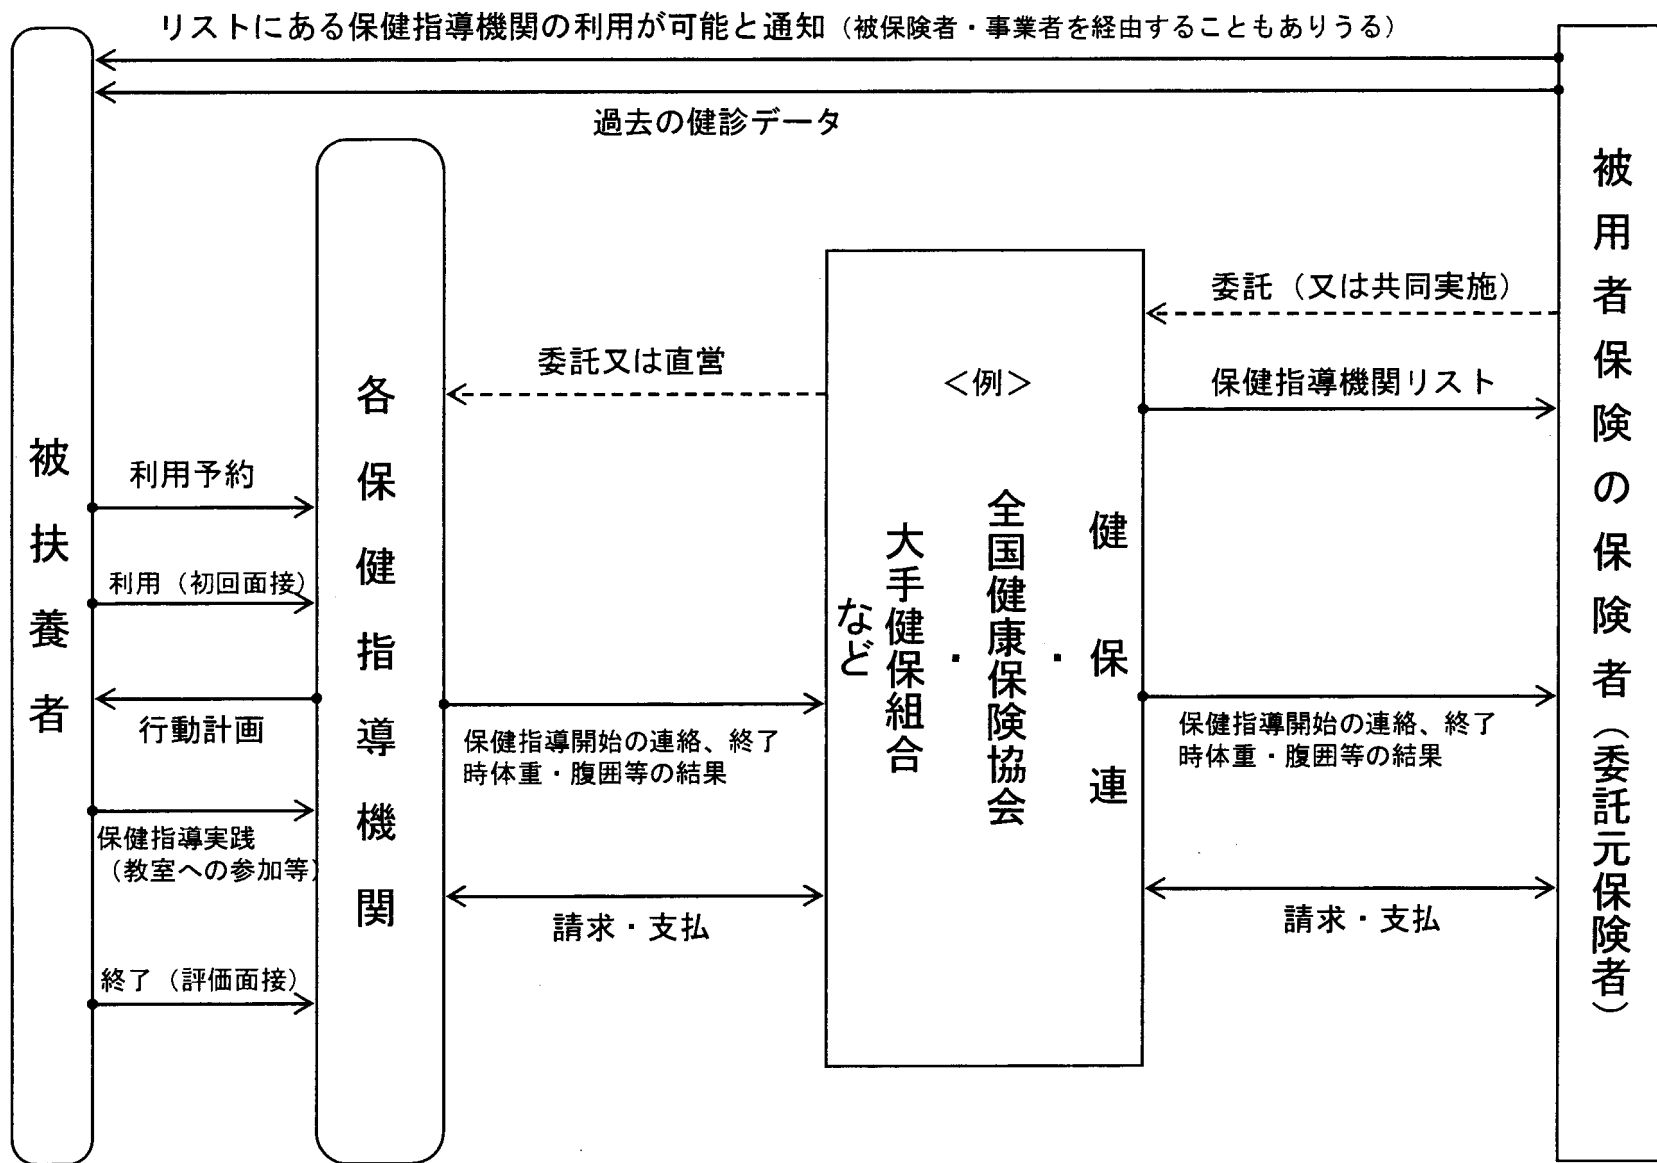 リストにある保健指導機関の利用が可能と通知（被保険者・事業者を経由することもありうる）
過去の健診データ
被扶養者
利用予約
利用（初回面接）
行動計画
保健指導実践
（教室への参加等）
終了（評価面接）
各保健指導機関
委託又は直営
保健指導開始の連絡、終了
時体重・腹囲等の結果
請求・支払
＜例＞
健保連
・
全国健康保険協会
・
大手健保組合
など
委託（又は共同実施）
保健指導機関リスト
保健指導開始の連絡、終了
時体重・腹囲等の結果
請求・支払
被用者保険の保険者（委託元保険者）